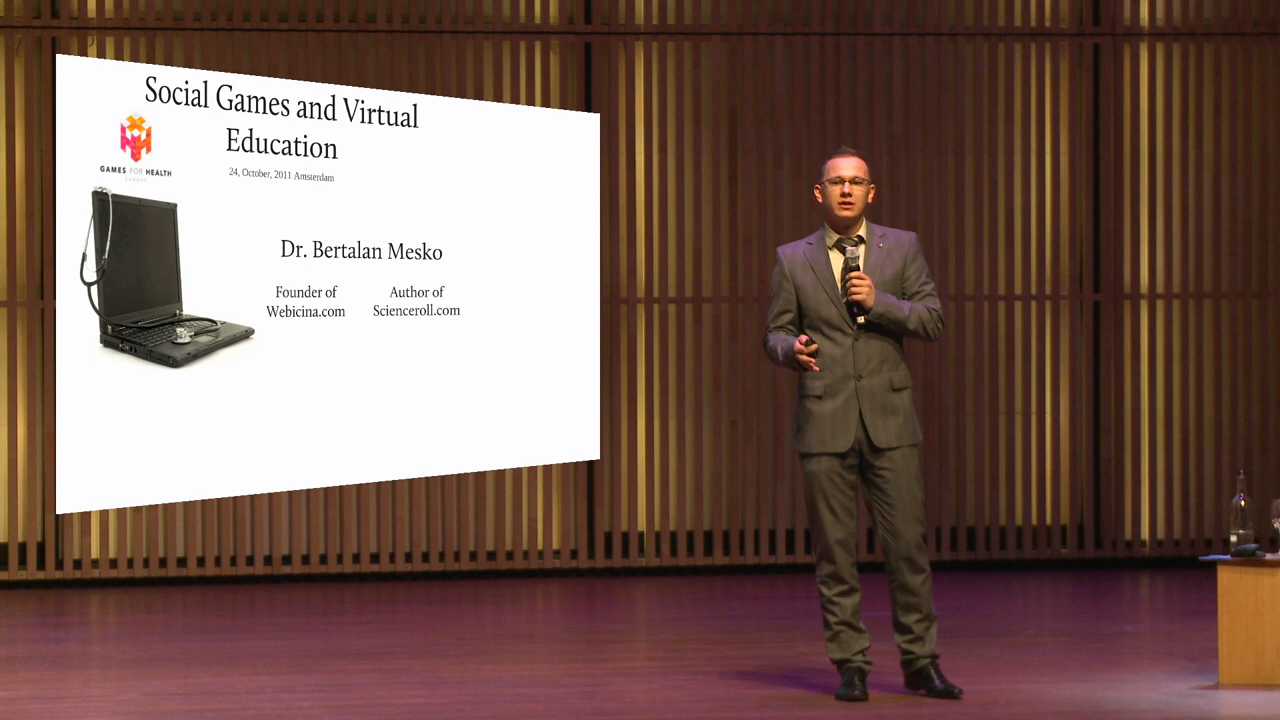 Social Games and Virtual
Education
GAMES FOR HEALTH
EUROPE
24, October, 2011 Amsterdam
Dr. Bertalan Mesko
Founder of
Webicina.com
Author of
Scienceroll.com